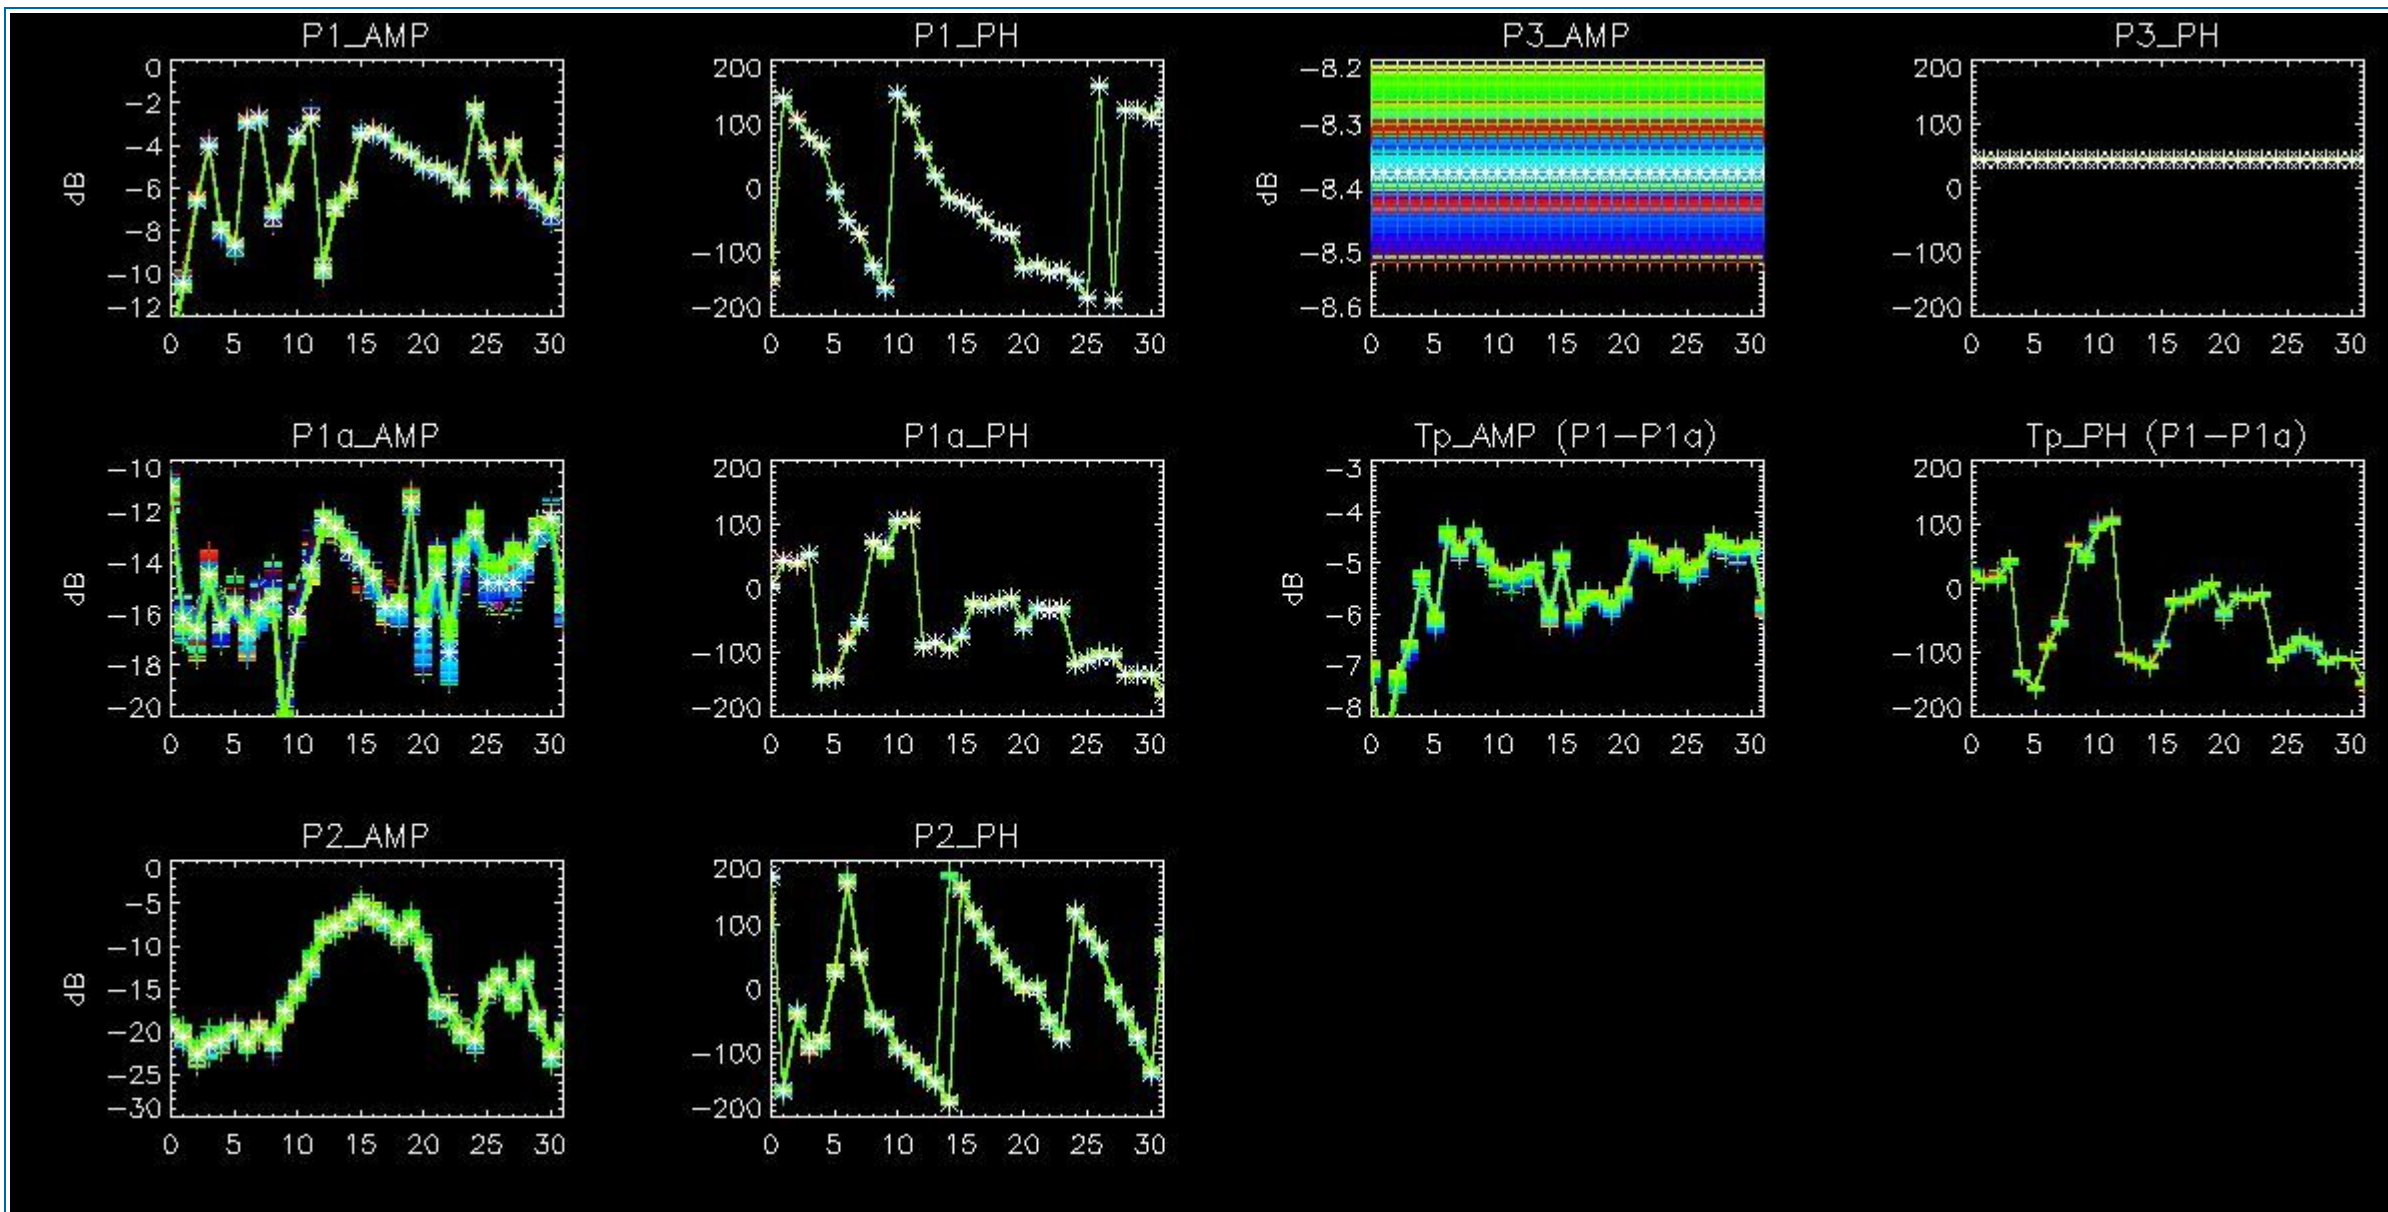 P1_AMP P1_PH P3_AMP P3_PH
0 200 −8.2 200
−2
100 −8.3 100
−4
dB 0 dB −8.4 0
−6
−8 −100 −8.5 −100
−10
−12 −200 −8.6 −200
0 5 10 15 20 25 30 0 5 10 15 20 25 30 0 5 10 15 20 25 30 0 5 10 15 20 25 30
P1a_AMP P1a_PH Tp_AMP (P1−P1a) Tp_PH (P1−P1a)
−10 200 −3 200
−12 100 −4 100
−14 −5
dB 0 dB 0
−16 −6
−18 −100 −7 −100
−20 −200 −8 −200
0 5 10 15 20 25 30 0 5 10 15 20 25 30 0 5 10 15 20 25 30 0 5 10 15 20 25 30
P2_AMP P2_PH
0 200
−5 100
−10
dB −15 0
−20
−25 −100
−30 −200
0 5 10 15 20 25 30 0 5 10 15 20 25 30